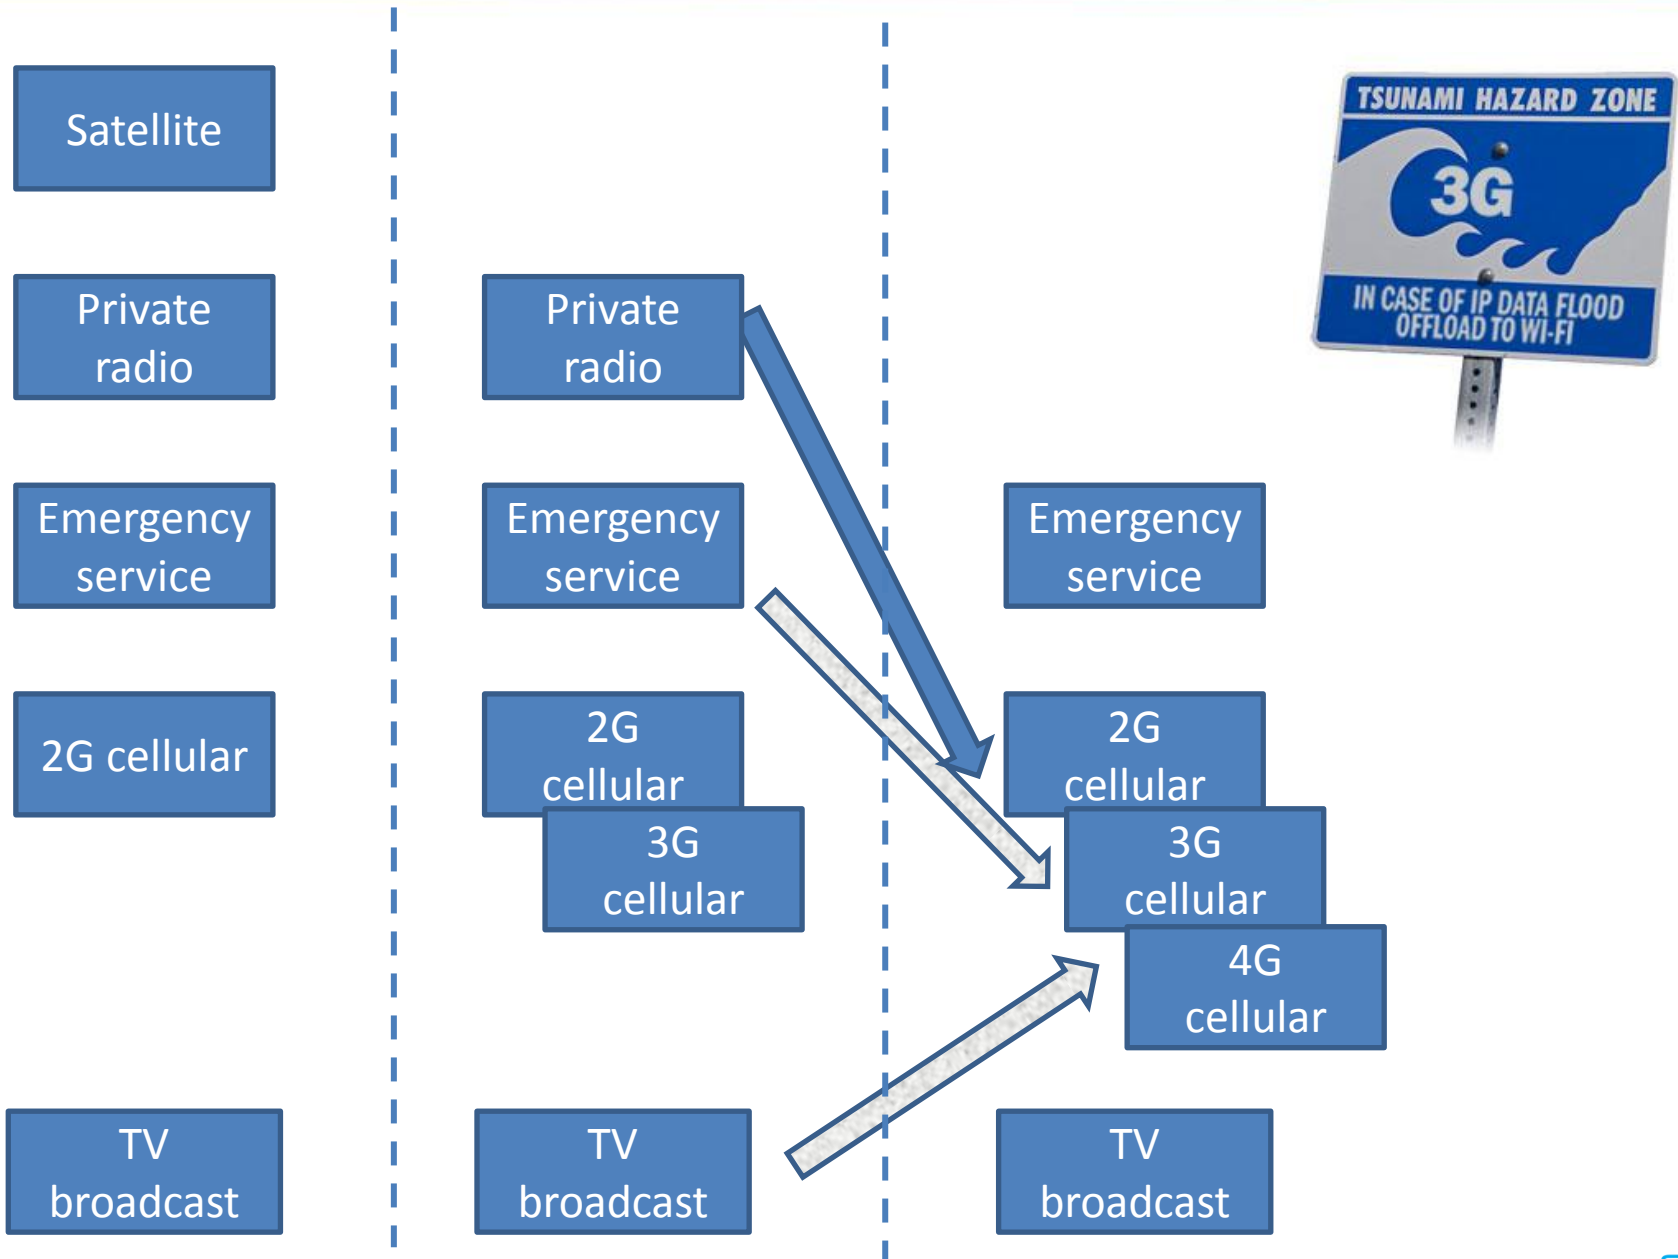 Satellite
Private
radio
Emergency
service
2G cellular
TV
broadcast
Private
radio
Emergency
service
2G
cellular
3G
cellular
TV
broadcast
TSUNAMI HAZARD ZONE
3G
IN CASE OF IP DATA FLOOD
OFFLOAD TO WI-FI
Emergency
service
2G
cellular
3G
cellular
4G
cellular
TV
broadcast